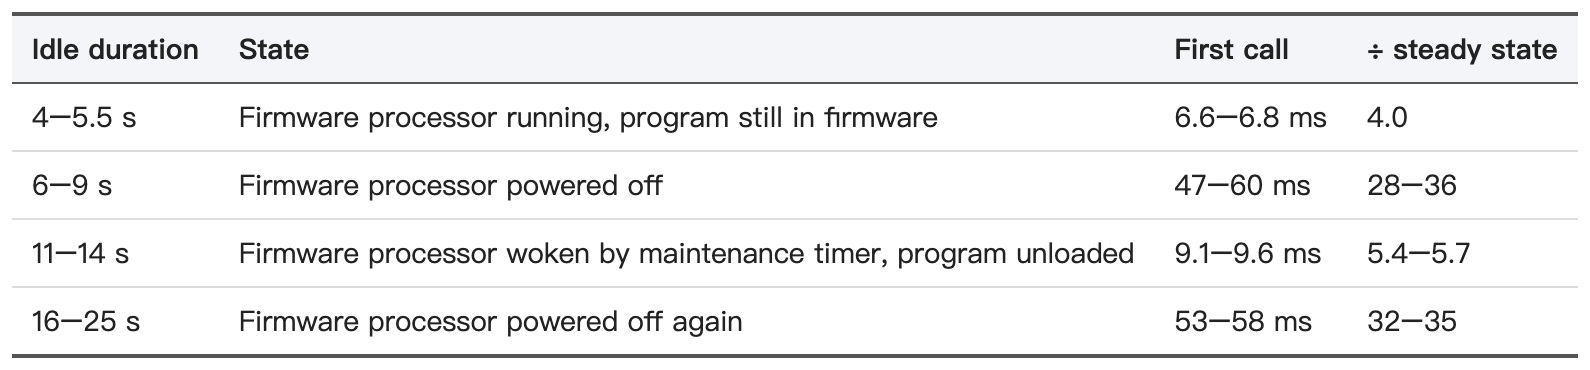 Idle duration State First call ÷ steady state
4—5.5 s Firmware processor running, program still in firmware 6.6—6.8 ms 4.0
6—9 s Firmware processor powered off 47—60 ms 28—36
11—14 s Firmware processor woken by maintenance timer, program unloaded 9.1—9.6 ms 5.4—5.7
16—25 s Firmware processor powered off again 53—58 ms 32—35